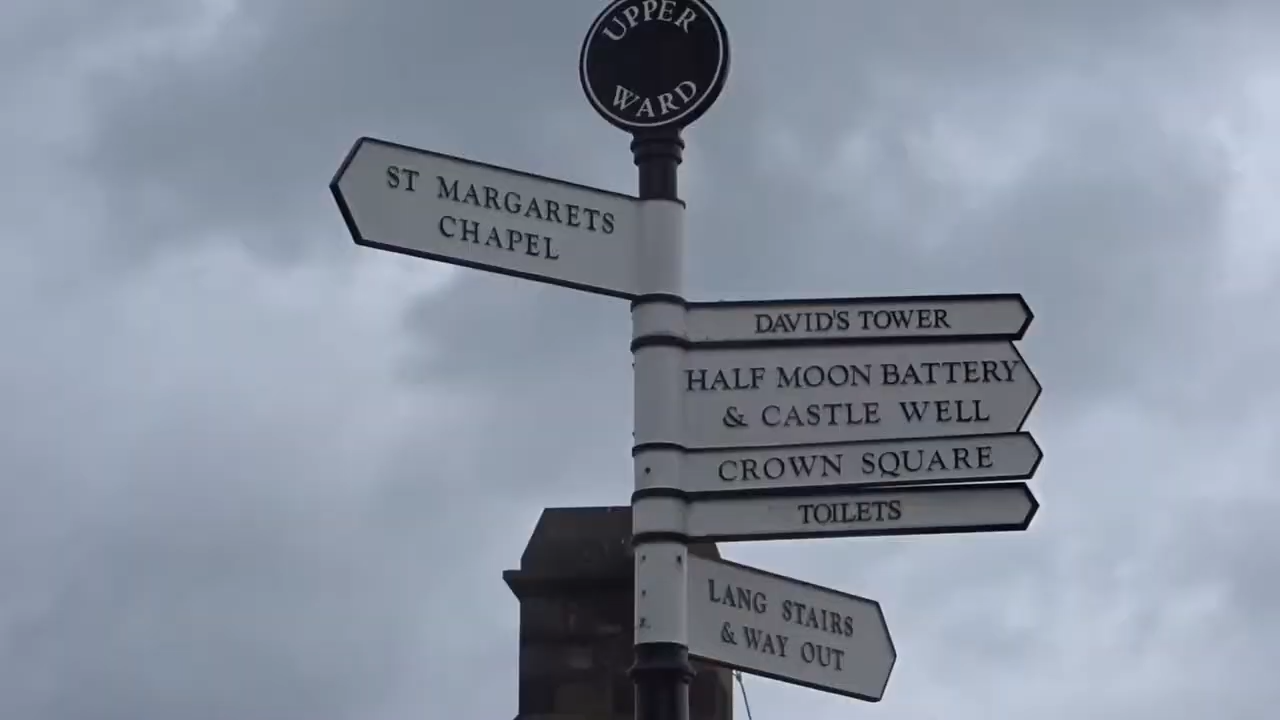 UPPER
WARD
ST MARGARETS
CHAPEL
DAVID'S TOWER
HALF MOON BATTERY
& CASTLE WELL
CROWN SQUARE
TOILETS
LANG STAIRS
& WAY OUT